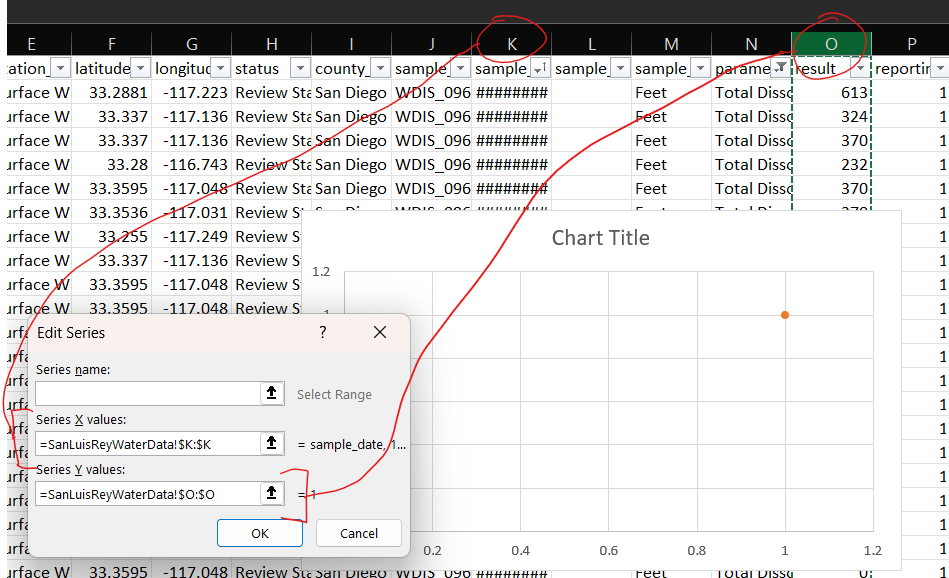 E F G H I J K L M N O P
ation_ latitude longitud status county_ sample_ sample_ sample_ sample_ parame result reportin
urface W 33.2881 -117.223 Review Sta San Diego WDIS_096 ######## Feet Total Disso 613 1
urface W 33.337 -117.136 Review Sta San Diego WDIS_096 ######## Feet Total Disso 324 1
urface W 33.337 -117.136 Review Sta San Diego WDIS_096 ######## Feet Total Disso 370 1
urface W 33.28 -116.743 Review Sta San Diego WDIS_096 ######## Feet Total Disso 232 1
urface W 33.3595 -117.048 Review Sta San Diego WDIS_096 ######## Feet Total Disso 370 1
urface W 33.3536 -117.031 Review S 1
urface W 33.255 -117.249 Review S 1
urface W 33.337 -117.136 Review S 1
urface W 33.3595 -117.048 Review S 1
urface W 33.3595 -117.048 Review S 1
Chart Title
1.2
Edit Series ? X
Series name:
Select Range
Series X values:
=SanLuisReyWaterData!$K:$K = sample_date, 1...
Series Y values:
=SanLuisReyWaterData!$O:$O = 1
OK Cancel
0.2 0.4 0.6 0.8 1 1.2
urface W 33.3595 -117.048 Review Sta San Diego WDIS_096 ######## Feet Total Disso 1